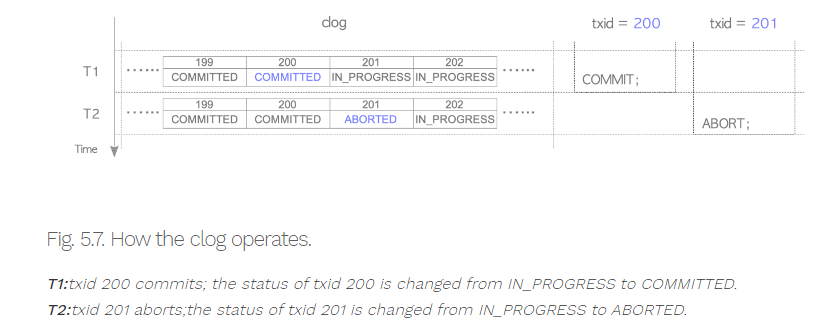 clog txid = 200 txid = 201
199 200 201 202
T1 ...... COMMITTED COMMITTED IN_PROGRESS IN_PROGRESS ...... COMMIT;
199 200 201 202
T2 ...... COMMITTED COMMITTED ABORTED IN_PROGRESS ...... ABORT;
Time
Fig. 5.7. How the clog operates.
T1:txid 200 commits; the status of txid 200 is changed from IN_PROGRESS to COMMITTED.
T2:txid 201 aborts;the status of txid 201 is changed from IN_PROGRESS to ABORTED.